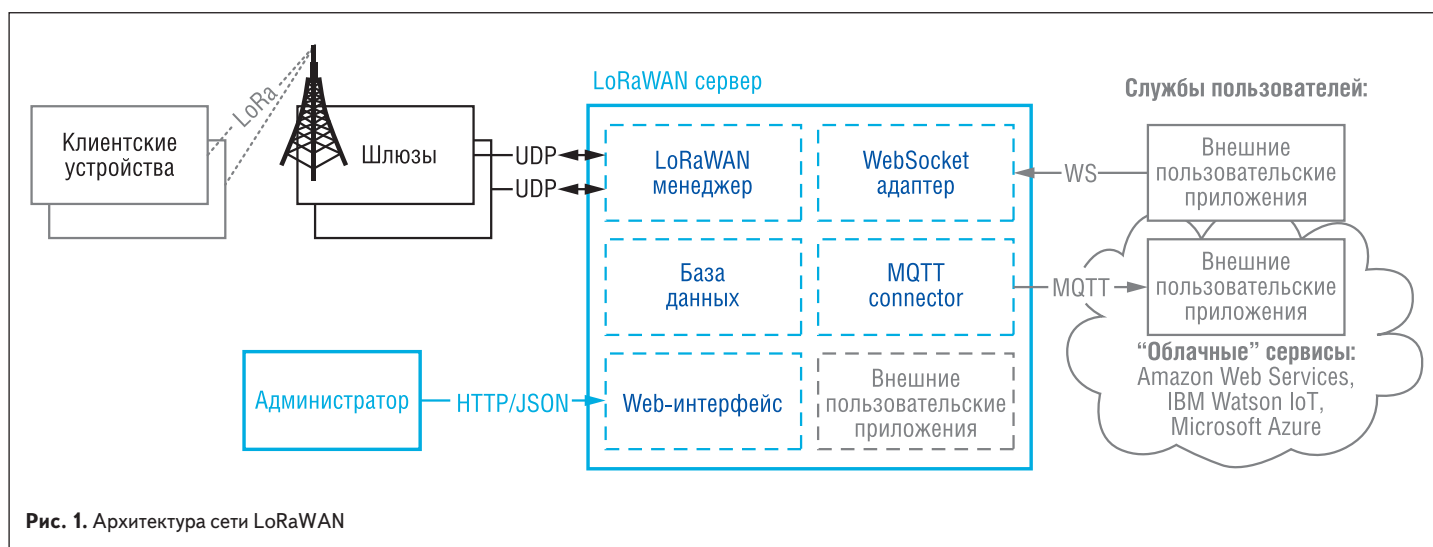 LoRaWAN сервер
Службы пользователей:
Клиентские
устройства
LoRa
Шлюзы
UDP
UDP
LoRaWAN
менеджер
WebSocket
адаптер
WS
Внешние
пользовательские
приложения
База
данных
MQTT
connector
MQTT
Внешние
пользовательские
приложения
“Облачные” сервисы:
Amazon Web Services,
IBM Watson IoT,
Microsoft Azure
Администратор
HTTP/JSON
Web-интерфейс
Внешние
пользовательские
приложения
Рис. 1. Архитектура сети LoRaWAN